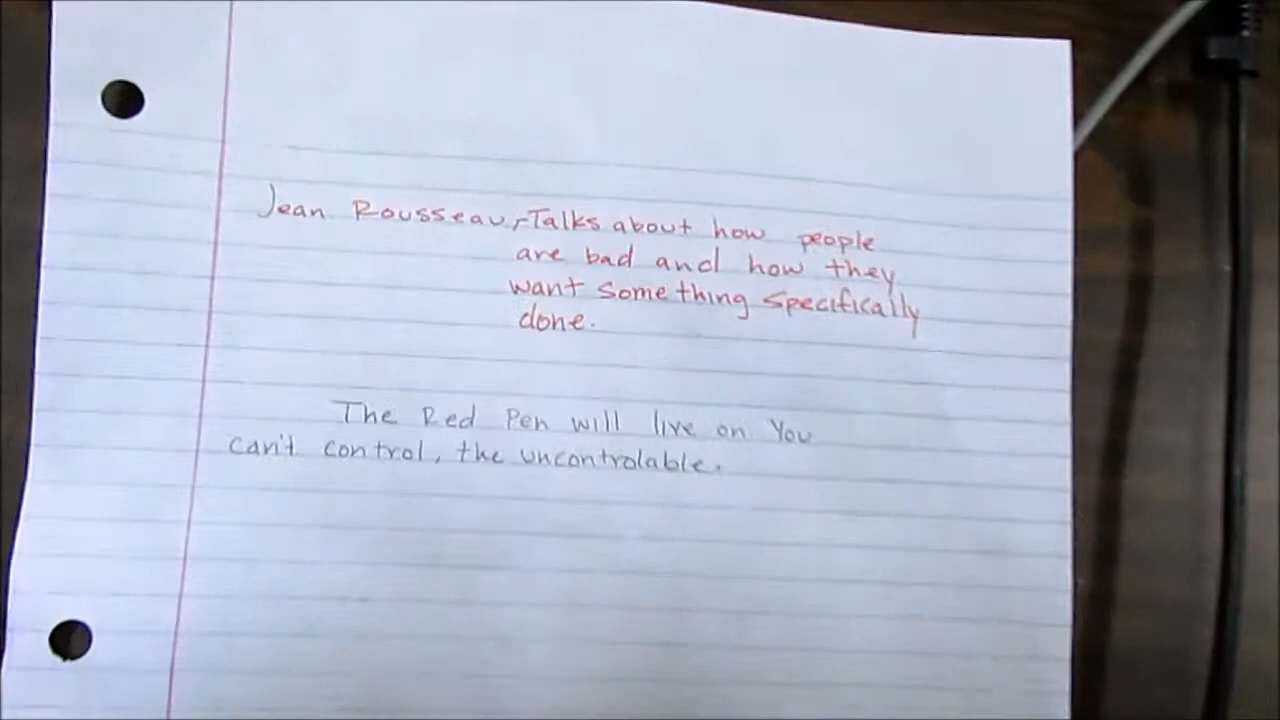 Jean Rousseau, Talks about how people
are bad and how they
want something specifically
done.
The Red Pen will live on You
can't control, the uncontrolable.